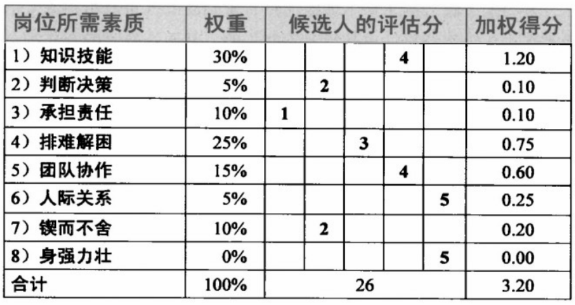 岗位所需素质 权重 候选人的评估分 加权得分
1）知识技能 30% 4 1.20
2）判断决策 5% 2 0.10
3）承担责任 10% 1 0.10
4）排难解困 25% 3 0.75
5）团队协作 15% 4 0.60
6）人际关系 5% 5 0.25
7）锲而不舍 10% 2 0.20
8）身强力壮 0% 5 0.00
合计 100% 26 3.20